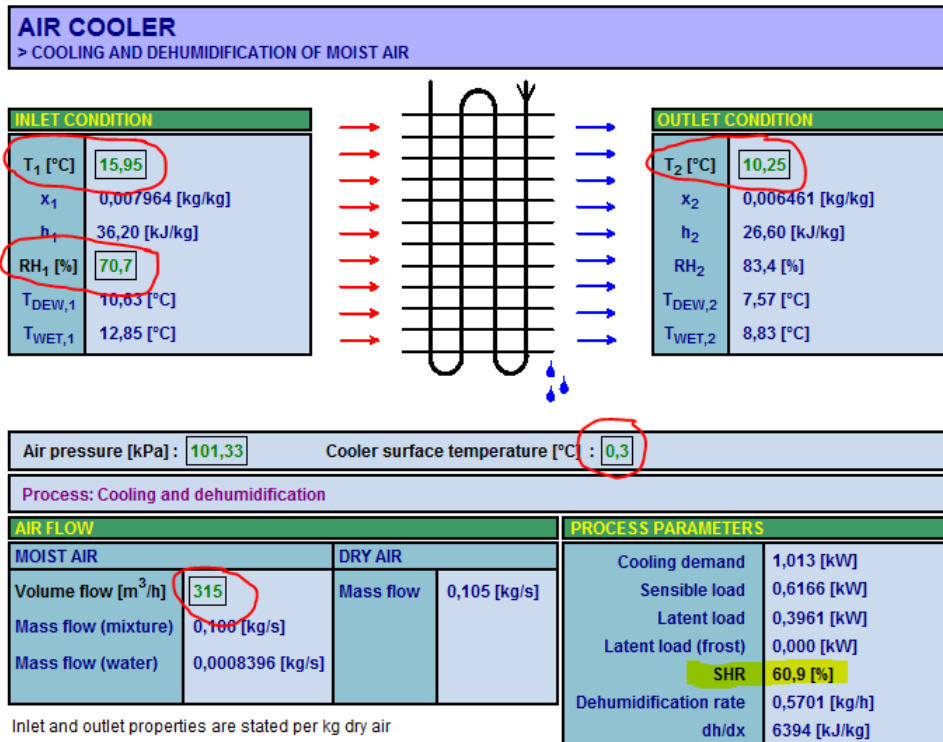 AIR COOLER
> COOLING AND DEHUMIDIFICATION OF MOIST AIR
INLET CONDITION
T1 [°C] 15,95
x1 0,007964 [kg/kg]
h1 36,20 [kJ/kg]
RH1 [%] 70,7
TDEW,1 10,63 [°C]
TWET,1 12,85 [°C]
OUTLET CONDITION
T2 [°C] 10,25
x2 0,006461 [kg/kg]
h2 26,60 [kJ/kg]
RH2 83,4 [%]
TDEW,2 7,57 [°C]
TWET,2 8,83 [°C]
Air pressure [kPa] : 101,33 Cooler surface temperature [°C] : 0,3
Process: Cooling and dehumidification
AIR FLOW
MOIST AIR DRY AIR
Volume flow [m³/h] 315 Mass flow 0,105 [kg/s]
Mass flow (mixture) 0,106 [kg/s]
Mass flow (water) 0,0008396 [kg/s]
Inlet and outlet properties are stated per kg dry air
PROCESS PARAMETERS
Cooling demand 1,013 [kW]
Sensible load 0,6166 [kW]
Latent load 0,3961 [kW]
Latent load (frost) 0,000 [kW]
SHR 60,9 [%]
Dehumidification rate 0,5701 [kg/h]
dh/dx 6394 [kJ/kg]